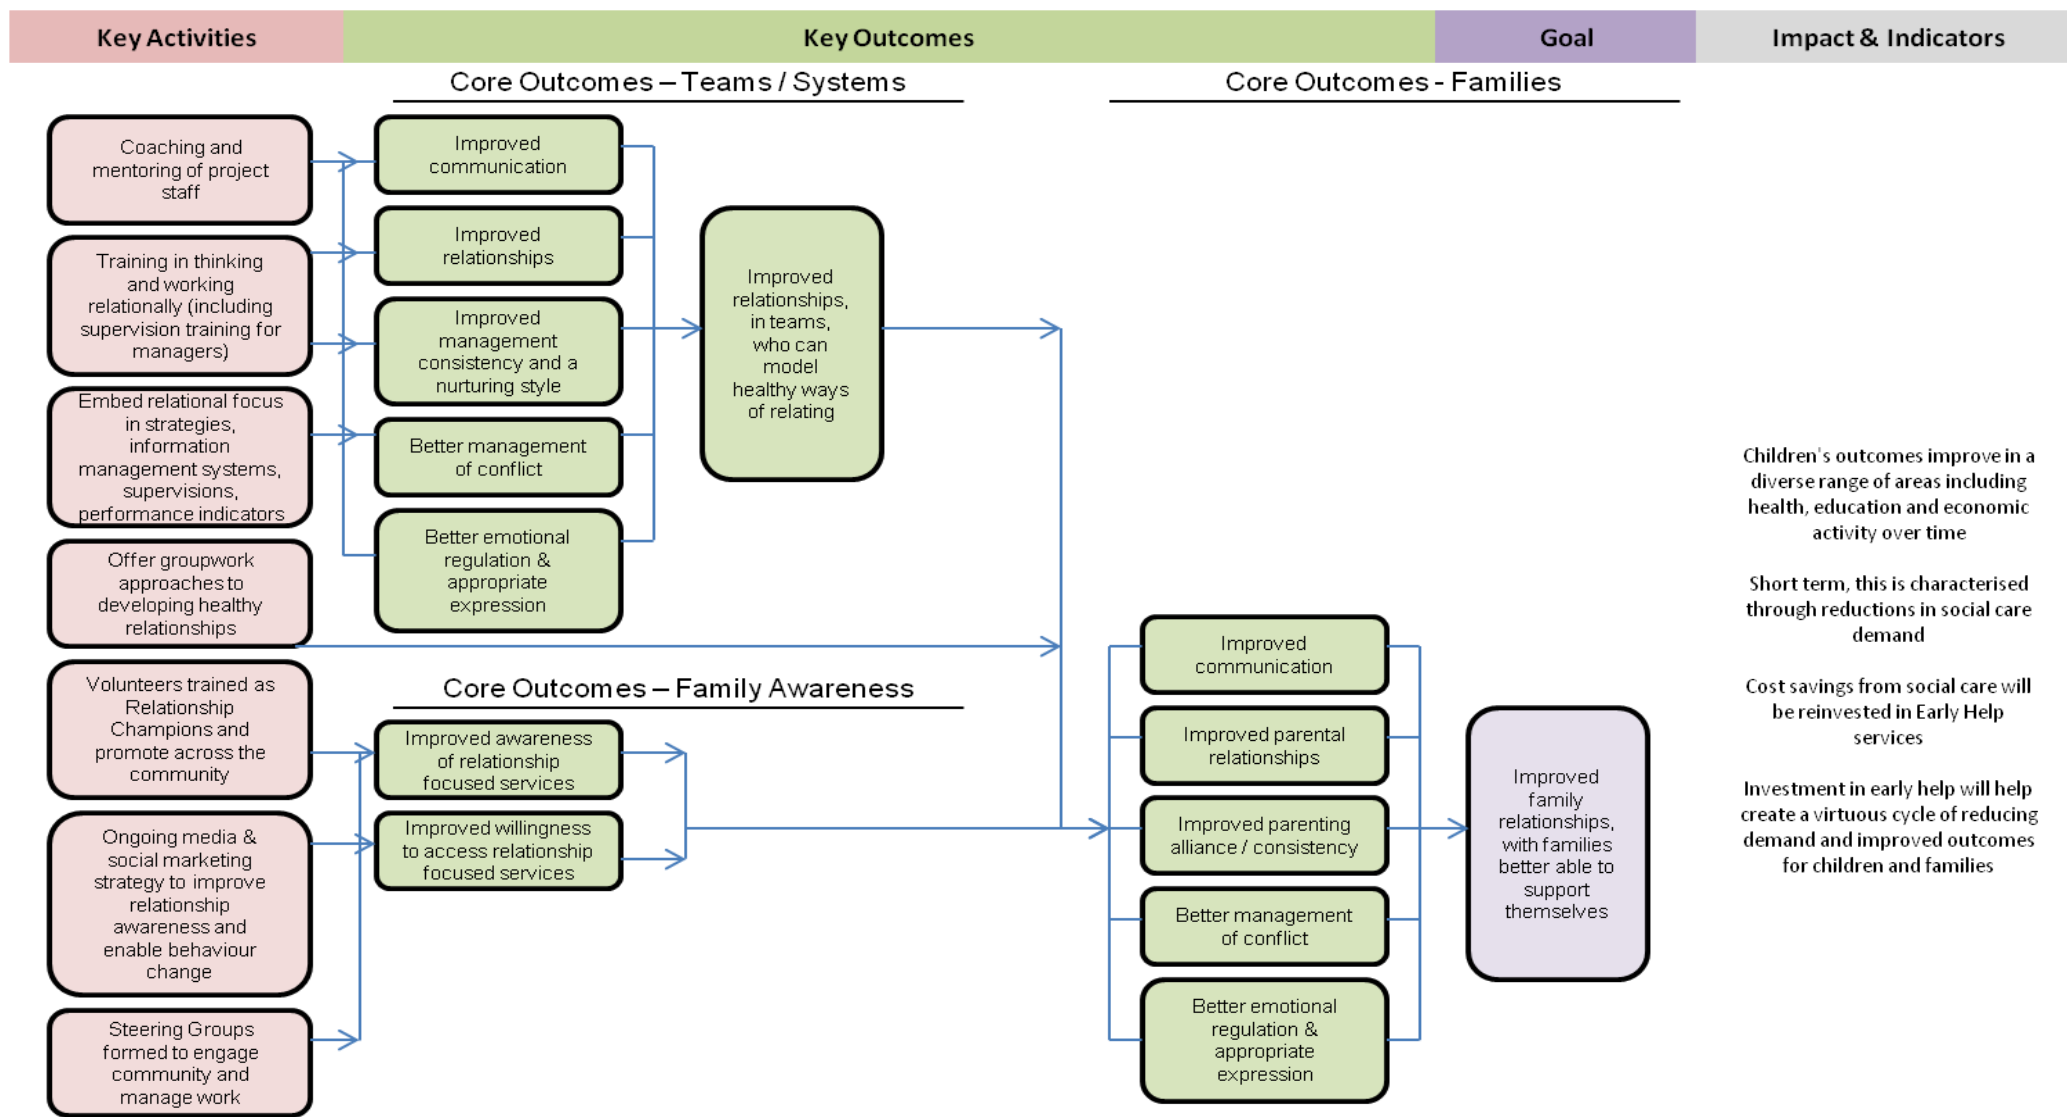 Key Activities
Key Outcomes
Goal
Impact & Indicators
Core Outcomes – Teams / Systems
Core Outcomes - Families
Coaching and
mentoring of project
staff
Training in thinking
and working
relationally (including
supervision training for
managers)
Embed relational focus
in strategies,
information
management systems,
supervisions,
performance indicators
Offer groupwork
approaches to
developing healthy
relationships
Volunteers trained as
Relationship
Champions and
promote across the
community
Ongoing media &
social marketing
strategy to improve
relationship
awareness and
enable behaviour
change
Steering Groups
formed to engage
community and
manage work
Improved
communication
Improved
relationships
Improved
management
consistency and a
nurturing style
Better management
of conflict
Better emotional
regulation &
appropriate
expression
Improved
relationships,
in teams,
who can
model
healthy ways
of relating
Core Outcomes – Family Awareness
Improved awareness
of relationship
focused services
Improved willingness
to access relationship
focused services
Improved
communication
Improved parental
relationships
Improved parenting
alliance / consistency
Better management
of conflict
Better emotional
regulation &
appropriate
expression
Improved
family
relationships,
with families
better able to
support
themselves
Children's outcomes improve in a
diverse range of areas including
health, education and economic
activity over time
Short term, this is characterised
through reductions in social care
demand
Cost savings from social care will
be reinvested in Early Help
services
Investment in early help will help
create a virtuous cycle of reducing
demand and improved outcomes
for children and families